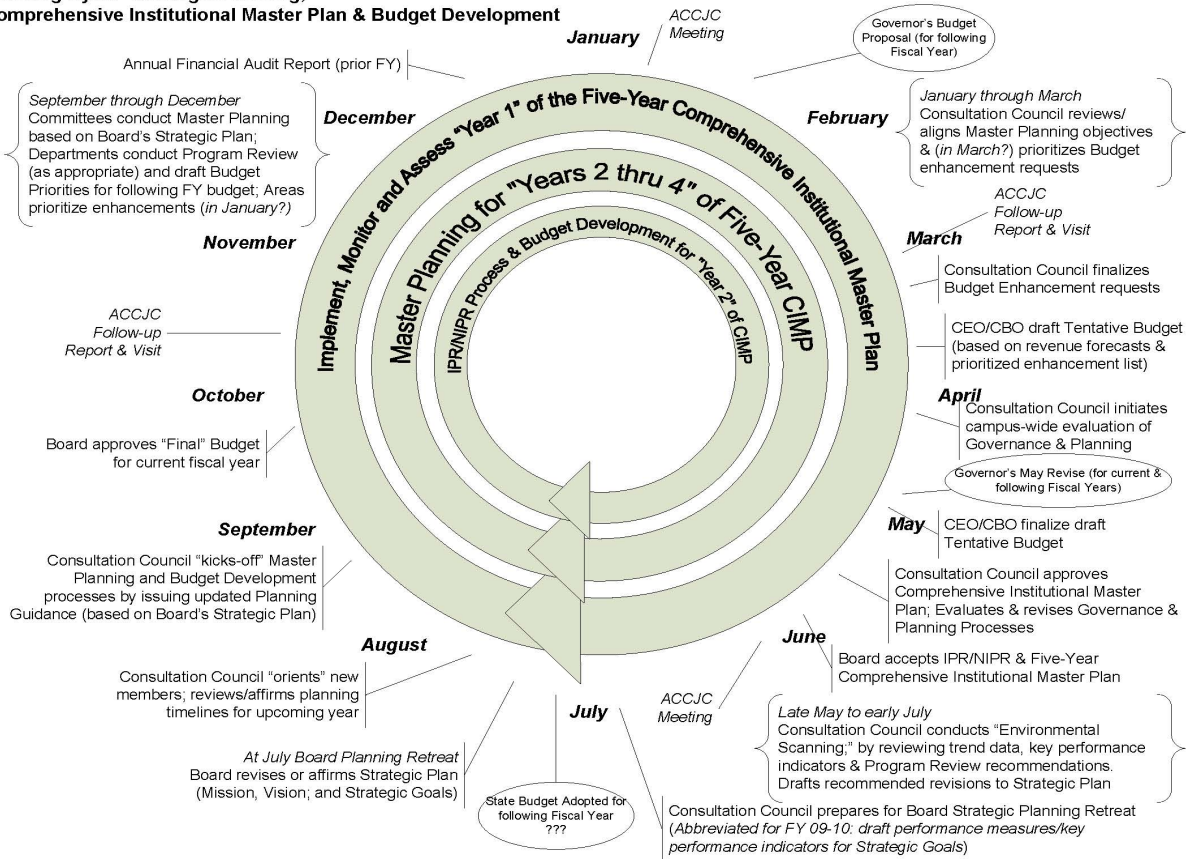 Comprehensive Institutional Master Plan & Budget Development
January
ACCJC
Meeting
Governor's Budget
Proposal (for following
Fiscal Year)
Annual Financial Audit Report (prior FY)
September through December
Committees conduct Master Planning
based on Board's Strategic Plan;
Departments conduct Program Review
(as appropriate) and draft Budget
Priorities for following FY budget; Areas
prioritize enhancements (in January?)
December
February
January through March
Consultation Council reviews/
aligns Master Planning objectives
& (in March?) prioritizes Budget
enhancement requests
Implement, Monitor and Assess "Year 1" of the Five-Year Comprehensive Institutional Master Plan
Master Planning for "Years 2 thru 4" of Five-Year CIMP
IPR/NIPR Process & Budget Development for "Year 2" of CIMP
ACCJC
Follow-up
Report & Visit
November
March
Consultation Council finalizes
Budget Enhancement requests
ACCJC
Follow-up
Report & Visit
CEO/CBO draft Tentative Budget
(based on revenue forecasts &
prioritized enhancement list)
October
April
Consultation Council initiates
campus-wide evaluation of
Governance & Planning
Board approves "Final" Budget
for current fiscal year
Governor's May Revise (for current &
following Fiscal Years)
September
May
CEO/CBO finalize draft
Tentative Budget
Consultation Council "kicks-off" Master
Planning and Budget Development
processes by issuing updated Planning
Guidance (based on Board's Strategic Plan)
Consultation Council approves
Comprehensive Institutional Master
Plan; Evaluates & revises Governance &
Planning Processes
August
June
Board accepts IPR/NIPR & Five-Year
Comprehensive Institutional Master Plan
Consultation Council "orients" new
members; reviews/affirms planning
timelines for upcoming year
July
ACCJC
Meeting
Late May to early July
Consultation Council conducts "Environmental
Scanning;" by reviewing trend data, key performance
indicators & Program Review recommendations.
Drafts recommended revisions to Strategic Plan
At July Board Planning Retreat
Board revises or affirms Strategic Plan
(Mission, Vision; and Strategic Goals)
State Budget Adopted for
following Fiscal Year
???
Consultation Council prepares for Board Strategic Planning Retreat
(Abbreviated for FY 09-10: draft performance measures/key
performance indicators for Strategic Goals)